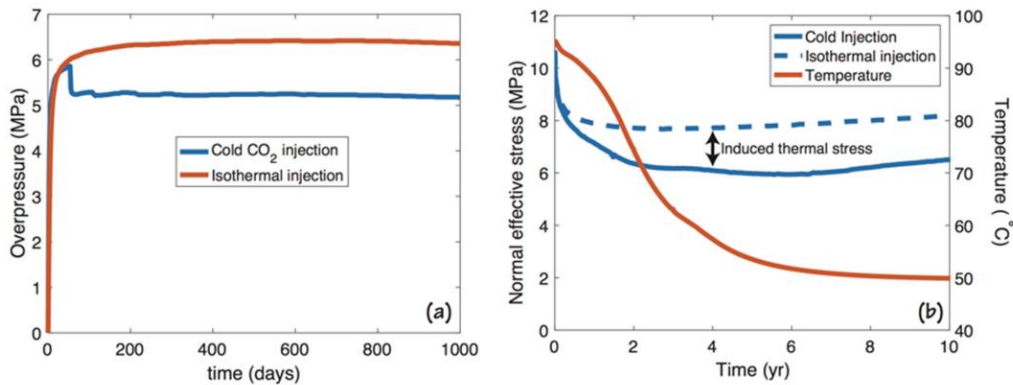 (a)
Overpressure (MPa)
7
6
5
4
3
2
1
0
Cold CO2 injection
Isothermal injection
0 200 400 600 800 1000
time (days)
(b)
Normal effective stress (MPa)
12
10
8
6
4
2
0
Cold Injection
Isothermal injection
Temperature
Induced thermal stress
100
90
80
70
60
50
40
Temperature (°C)
0 2 4 6 8 10
Time (yr)